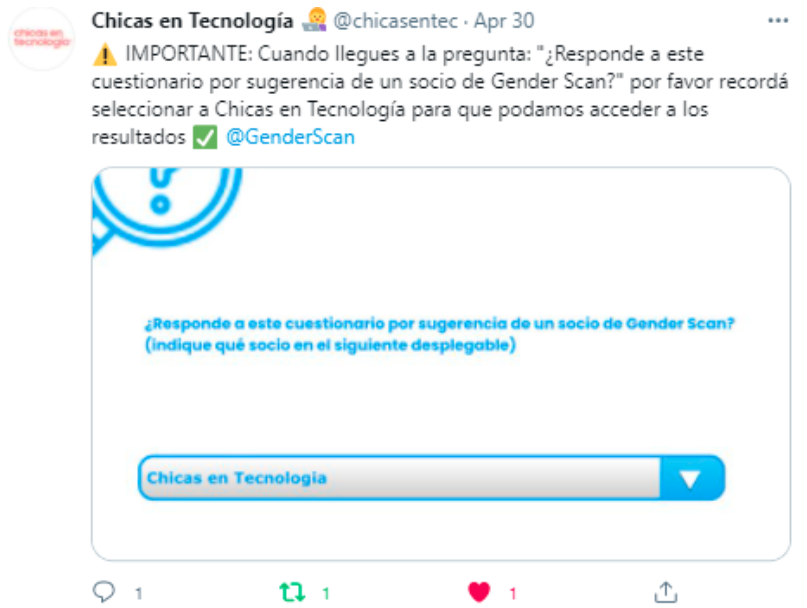 chicas en
tecnología
Chicas en Tecnología 👩‍💻 @chicasentec · Apr 30
⚠️ IMPORTANTE: Cuando llegues a la pregunta: "¿Responde a este
cuestionario por sugerencia de un socio de Gender Scan?" por favor recordá
seleccionar a Chicas en Tecnología para que podamos acceder a los
resultados ✅ @GenderScan
¿Responde a este cuestionario por sugerencia de un socio de Gender Scan?
(indique qué socio en el siguiente desplegable)
Chicas en Tecnologia
1 1 1